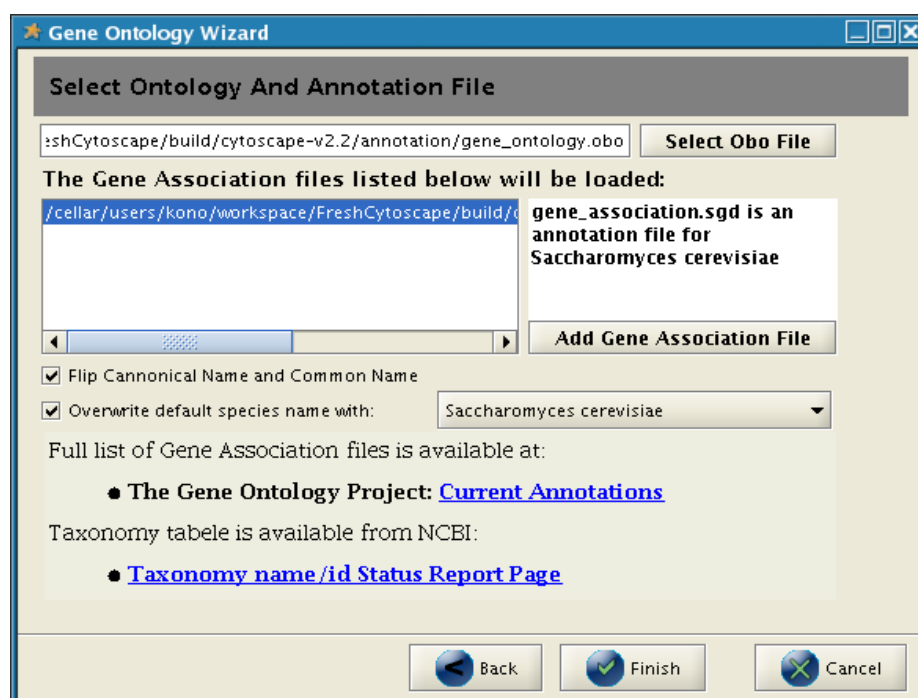 Gene Ontology Wizard
Select Ontology And Annotation File
eshCytoscape/build/cytoscape-v2.2/annotation/gene_ontology.obo
Select Obo File
The Gene Association files listed below will be loaded:
/cellar/users/kono/workspace/FreshCytoscape/build/c
gene_association.sgd is an
annotation file for
Saccharomyces cerevisiae
Add Gene Association File
Flip Cannonical Name and Common Name
Overwrite default species name with:
Saccharomyces cerevisiae
Full list of Gene Association files is available at:
● The Gene Ontology Project: Current Annotations
Taxonomy tabele is available from NCBI:
● Taxonomy name/id Status Report Page
Back
Finish
Cancel